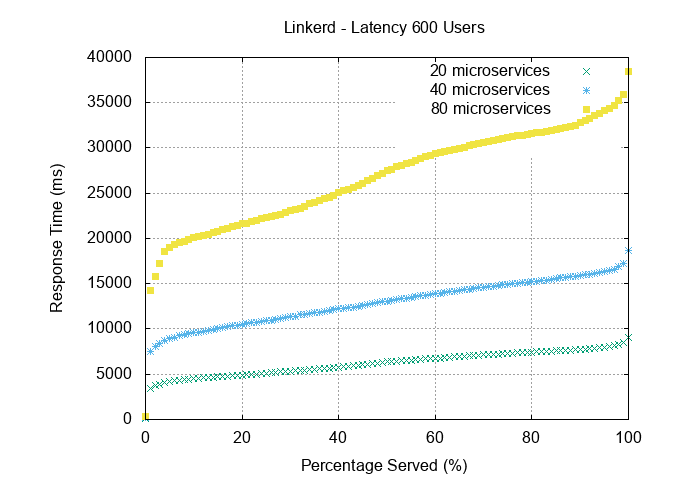 Linkerd - Latency 600 Users
40000
35000
30000
25000
20000
15000
10000
5000
0
Response Time (ms)
20 microservices
40 microservices
80 microservices
0 20 40 60 80 100
Percentage Served (%)